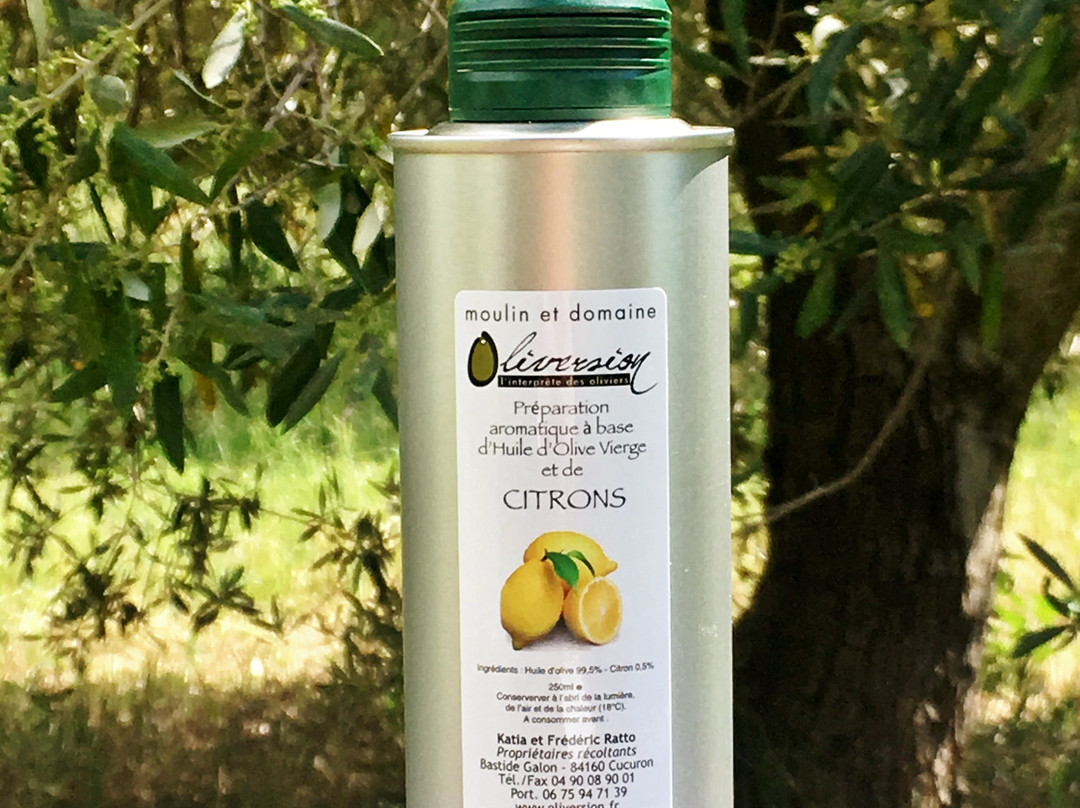 moulin et domaine
Oliversion
l'interprète des oliviers
Préparation
aromatique à base
d'Huile d'Olive Vierge
et de
CITRONS
Ingrédients : Huile d'olive 99,5% - Citron 0,5%
250ml e
Conserverver à l'abri de la lumière,
de l'air et de la chaleur (18°C).
A consommer avant :
Katia et Frédéric Ratto
Propriétaires récoltants
Bastide Galon - 84160 Cucuron
Tél./Fax 04 90 08 90 01
Port. 06 75 94 71 39
www.oliversion.fr